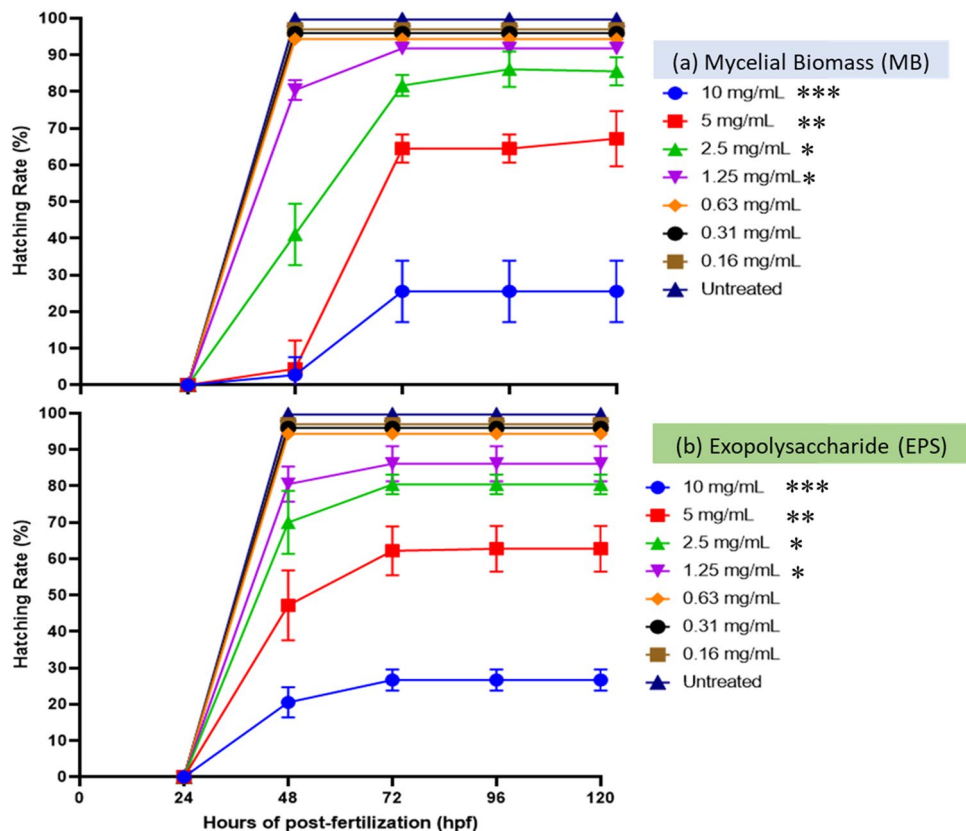 100
90
80
70
60
50
40
30
20
10
0
Hatching Rate (%)
(a) Mycelial Biomass (MB)
10 mg/mL ***
5 mg/mL **
2.5 mg/mL *
1.25 mg/mL *
0.63 mg/mL
0.31 mg/mL
0.16 mg/mL
Untreated
100
90
80
70
60
50
40
30
20
10
0
Hatching Rate (%)
(b) Exopolysaccharide (EPS)
10 mg/mL ***
5 mg/mL **
2.5 mg/mL *
1.25 mg/mL *
0.63 mg/mL
0.31 mg/mL
0.16 mg/mL
Untreated
0 24 48 72 96 120
Hours of post-fertilization (hpf)